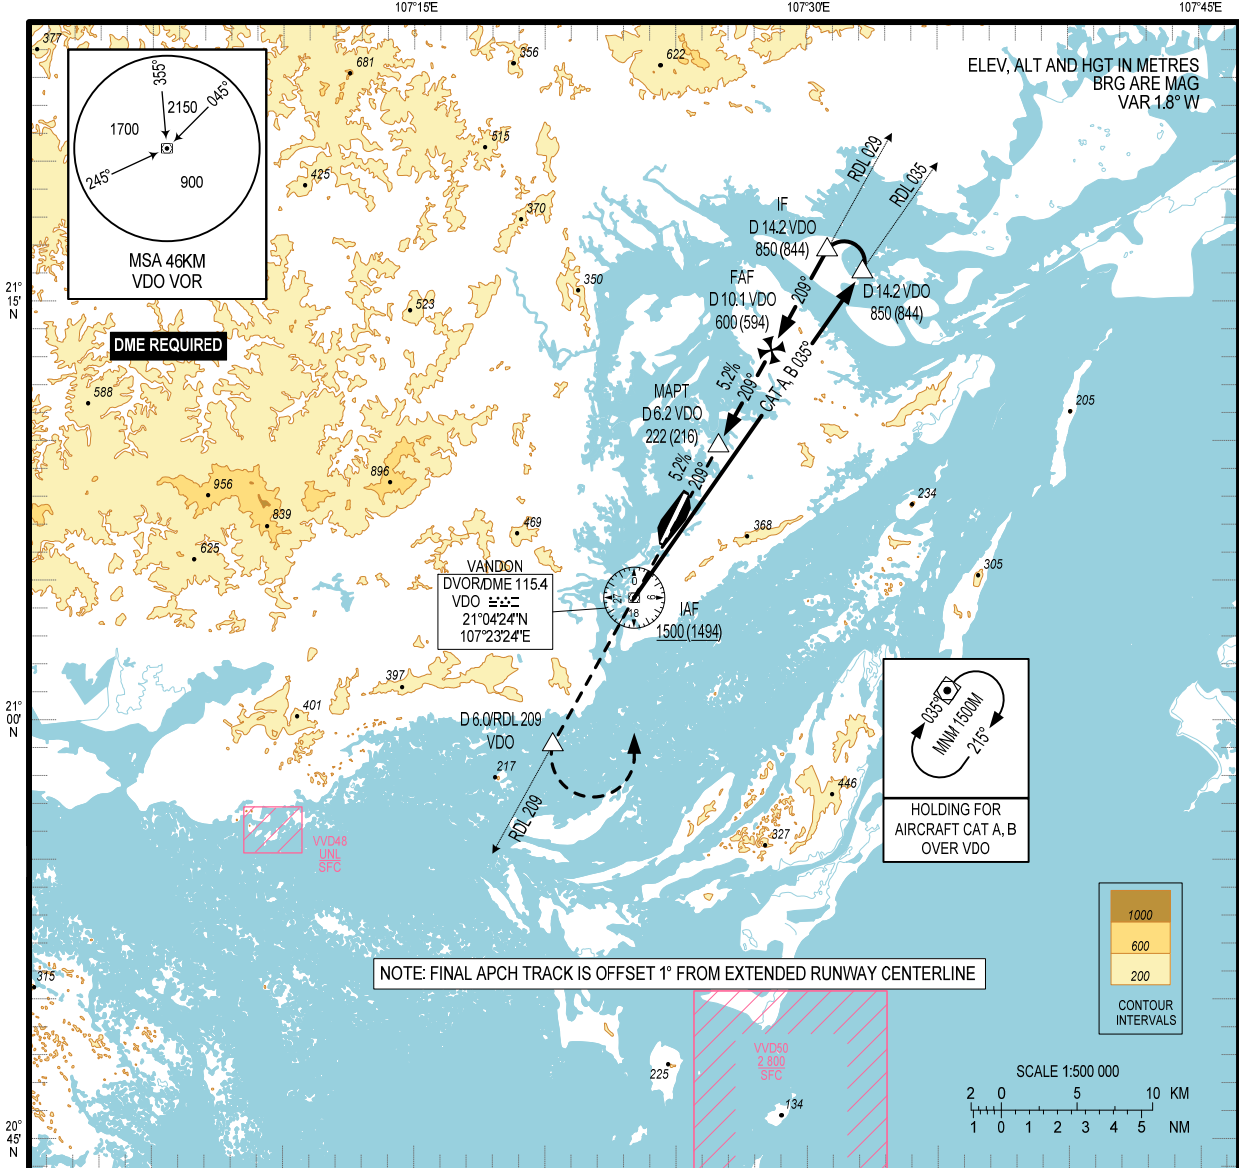 107°15'E
107°30'E
107°45'E
377
681
356
622
515
425
370
350
523
588
956
896
839
625
469
368
205
234
305
397
401
217
446
327
315
225
134
355°
045°
2150
1700
245°
900
MSA 46KM
VDO VOR
DME REQUIRED
ELEV, ALT AND HGT IN METRES
BRG ARE MAG
VAR 1.8° W
21°
15'
N
RDL 029
RDL 035
IF
D 14.2 VDO
850 (844)
D 14.2 VDO
850 (844)
FAF
D 10.1 VDO
600 (594)
209°
5.2%
209°
CAT A, B 035°
MAPT
D 6.2 VDO
222 (216)
5.2%
209°
VANDON
DVOR/DME 115.4
VDO
21°04'24"N
107°23'24"E
0
9
18
27
IAF
1500 (1494)
21°
00'
N
D 6.0/RDL 209
VDO
RDL 209
VVD48
UNL
SFC
035°
MNM 1500M
215°
HOLDING FOR
AIRCRAFT CAT A, B
OVER VDO
1000
600
200
CONTOUR
INTERVALS
NOTE: FINAL APCH TRACK IS OFFSET 1° FROM EXTENDED RUNWAY CENTERLINE
VVD50
2 800
SFC
SCALE 1:500 000
2 0 5 10 KM
1 0 1 2 3 4 5 NM
20°
45'
N